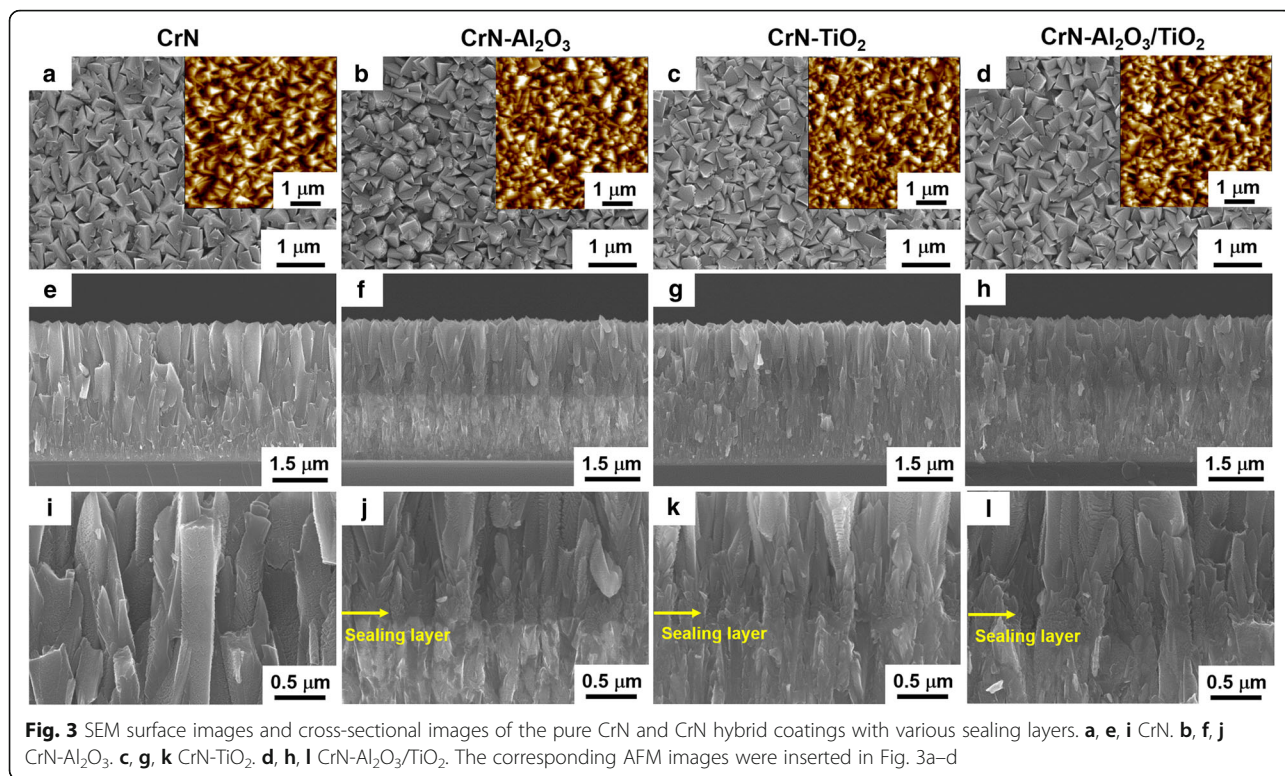 CrN CrN-Al₂O₃ CrN-TiO₂ CrN-Al₂O₃/TiO₂
a b c d
1 µm 1 µm 1 µm 1 µm
1 µm 1 µm 1 µm 1 µm
e f g h
1.5 µm 1.5 µm 1.5 µm 1.5 µm
i j k l
Sealing layer Sealing layer Sealing layer
0.5 µm 0.5 µm 0.5 µm 0.5 µm
Fig. 3 SEM surface images and cross-sectional images of the pure CrN and CrN hybrid coatings with various sealing layers. a, e, i CrN. b, f, j
CrN-Al₂O₃. c, g, k CrN-TiO₂. d, h, l CrN-Al₂O₃/TiO₂. The corresponding AFM images were inserted in Fig. 3a–d